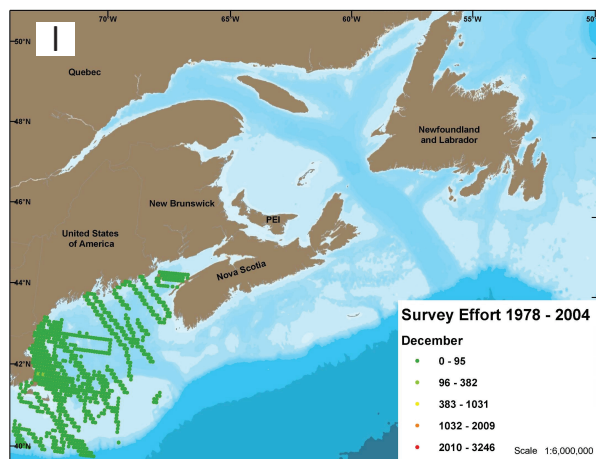 65°W
60°W
55°W
50°W
50°N
I
Quebec
48°N
Newfoundland
and Labrador
46°N
New Brunswick
PEI
United States
of America
Nova Scotia
44°N
42°N
40°N
Survey Effort 1978 - 2004
December
0 - 95
96 - 382
383 - 1031
1032 - 2009
2010 - 3246
Scale 1:6,000,000